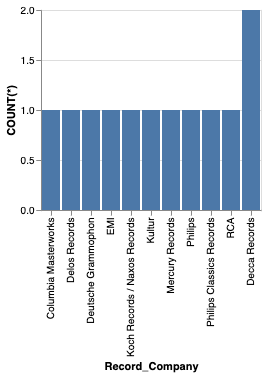 COUNT(*)
2.0
1.5
1.0
0.5
0.0
Columbia Masterworks
Delos Records
Deutsche Grammophon
EMI
Koch Records / Naxos Records
Kultur
Mercury Records
Philips
Philips Classics Records
RCA
Decca Records
Record_Company